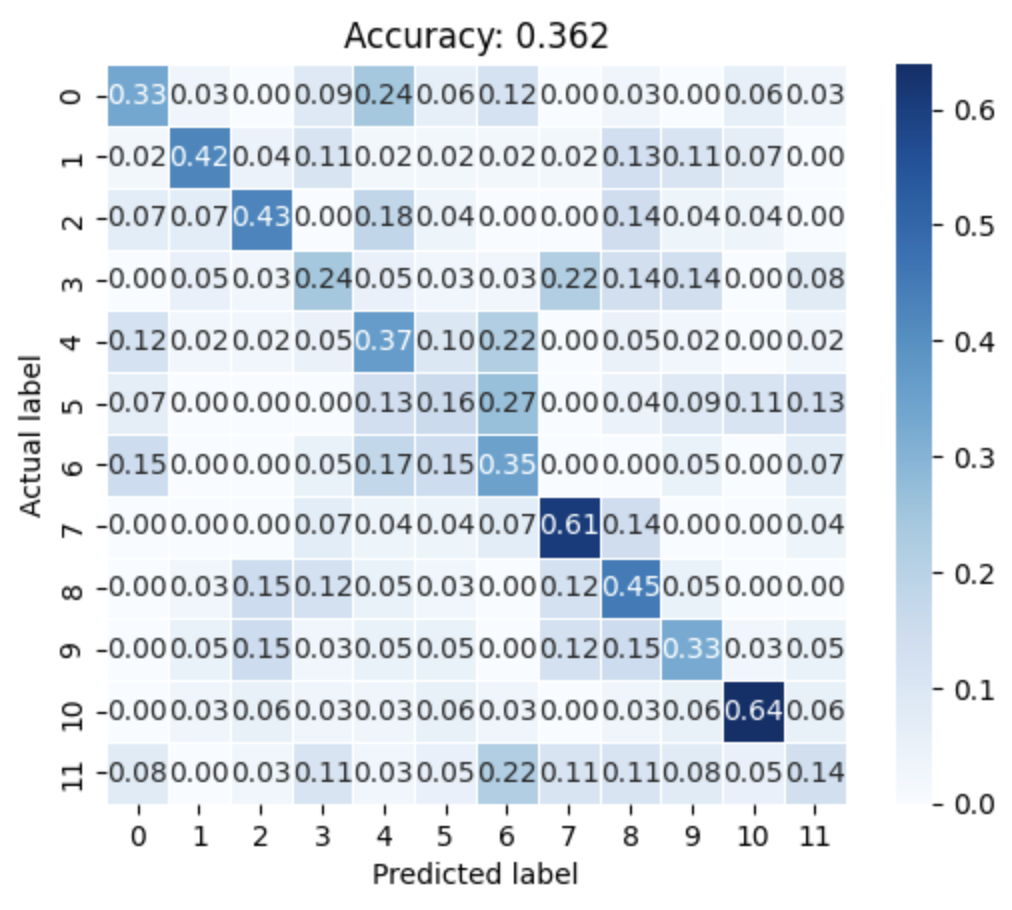 Accuracy: 0.362
0 0.33 0.03 0.00 0.09 0.24 0.06 0.12 0.00 0.03 0.00 0.06 0.03
1 0.02 0.42 0.04 0.11 0.02 0.02 0.02 0.02 0.13 0.11 0.07 0.00
2 0.07 0.07 0.43 0.00 0.18 0.04 0.00 0.00 0.14 0.04 0.04 0.00
3 0.00 0.05 0.03 0.24 0.05 0.03 0.03 0.22 0.14 0.14 0.00 0.08
4 0.12 0.02 0.02 0.05 0.37 0.10 0.22 0.00 0.05 0.02 0.00 0.02
5 0.07 0.00 0.00 0.00 0.13 0.16 0.27 0.00 0.04 0.09 0.11 0.13
6 0.15 0.00 0.00 0.05 0.17 0.15 0.35 0.00 0.00 0.05 0.00 0.07
7 0.00 0.00 0.00 0.07 0.04 0.04 0.07 0.61 0.14 0.00 0.00 0.04
8 0.00 0.03 0.15 0.12 0.05 0.03 0.00 0.12 0.45 0.05 0.00 0.00
9 0.00 0.05 0.15 0.03 0.05 0.05 0.00 0.12 0.15 0.33 0.03 0.05
10 0.00 0.03 0.06 0.03 0.03 0.06 0.03 0.00 0.03 0.06 0.64 0.06
11 0.08 0.00 0.03 0.11 0.03 0.05 0.22 0.11 0.11 0.08 0.05 0.14
0 1 2 3 4 5 6 7 8 9 10 11
Predicted label
Actual label
0.6
0.5
0.4
0.3
0.2
0.1
0.0